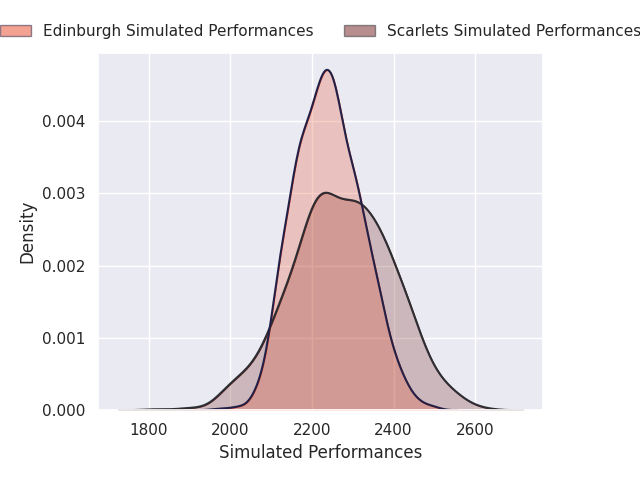 Edinburgh Simulated Performances Scarlets Simulated Performances
0.004
0.003
0.002
0.001
0.000
Density
1800 2000 2200 2400 2600
Simulated Performances